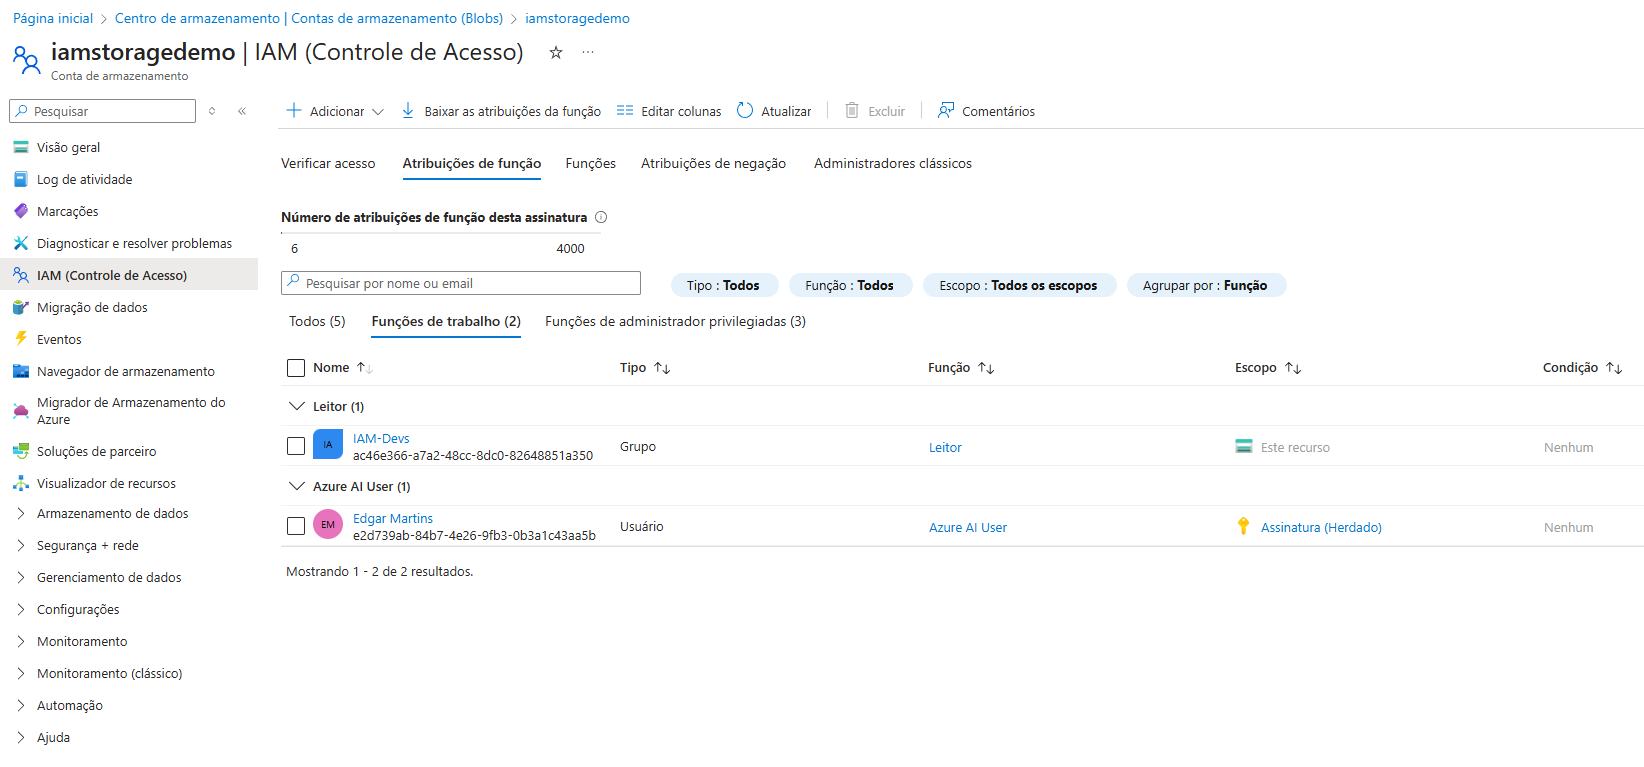 Página inicial > Centro de armazenamento | Contas de armazenamento (Blobs) > iamstoragedemo
iamstoragedemo | IAM (Controle de Acesso)
Conta de armazenamento
Pesquisar
Adicionar
Baixar as atribuições da função
Editar colunas
Atualizar
Excluir
Comentários
Visão geral
Log de atividade
Marcações
Diagnosticar e resolver problemas
IAM (Controle de Acesso)
Migração de dados
Eventos
Navegador de armazenamento
Migrador de Armazenamento do
Azure
Soluções de parceiro
Visualizador de recursos
Armazenamento de dados
Segurança + rede
Gerenciamento de dados
Configurações
Monitoramento
Monitoramento (clássico)
Automação
Ajuda
Verificar acesso
Atribuições de função
Funções
Atribuições de negação
Administradores clássicos
Número de atribuições de função desta assinatura
6 4000
Pesquisar por nome ou email
Tipo : Todos
Função : Todos
Escopo : Todos os escopos
Agrupar por : Função
Todos (5)
Funções de trabalho (2)
Funções de administrador privilegiadas (3)
Nome Tipo Função Escopo Condição
Leitor (1)
IA IAM-Devs
ac46e366-a7a2-48cc-8dc0-82648851a350
Grupo Leitor Este recurso Nenhum
Azure AI User (1)
EM Edgar Martins
e2d739ab-84b7-4e26-9fb3-0b3a1c43aa5b
Usuário Azure AI User Assinatura (Herdado) Nenhum
Mostrando 1 - 2 de 2 resultados.